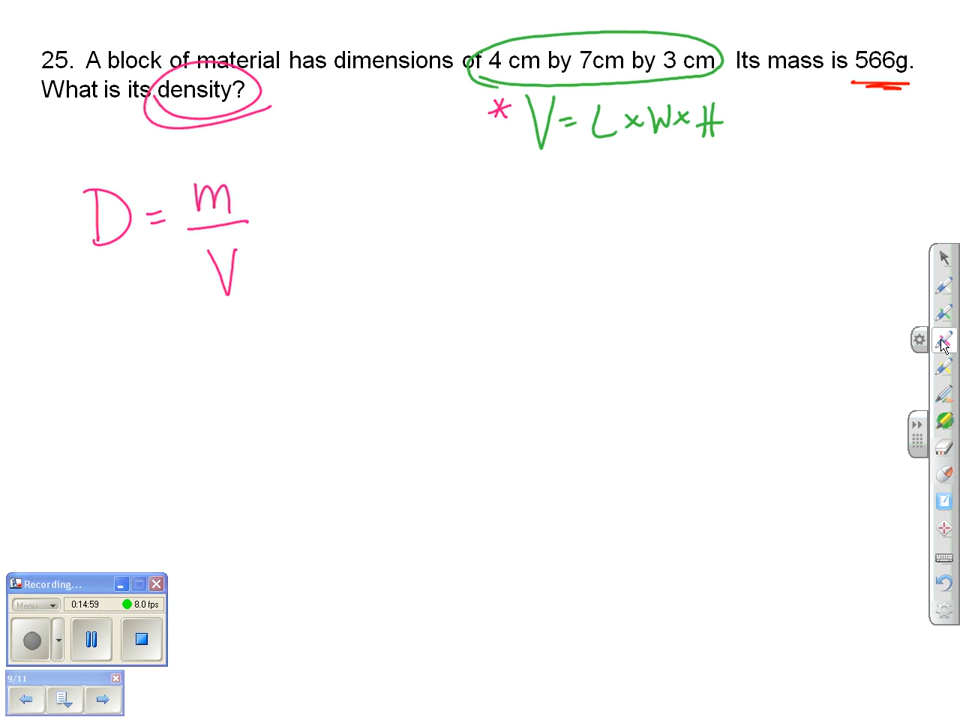 25. A block of material has dimensions of 4 cm by 7cm by 3 cm. Its mass is 566g.
What is its density?
* V = L × W × H
D = m
V
Recording...
Menu 0:14:59 8.0 fps
9/11